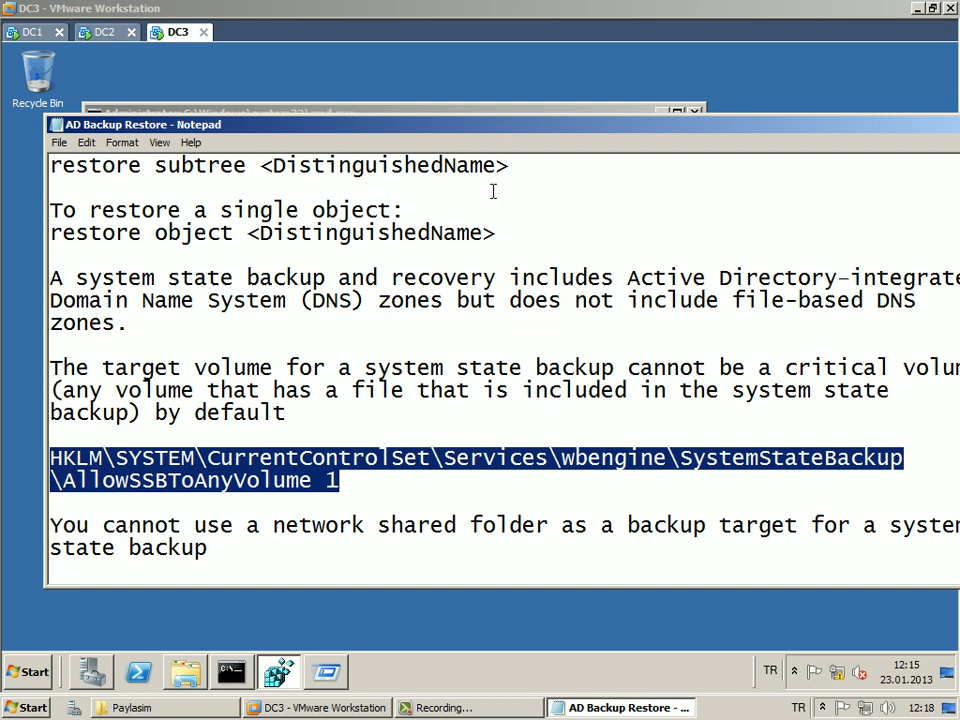 DC3 - VMware Workstation
DC1 DC2 DC3
Recycle Bin
AD Backup Restore - Notepad
File Edit Format View Help
restore subtree <DistinguishedName>
To restore a single object:
restore object <DistinguishedName>
A system state backup and recovery includes Active Directory–integrate
Domain Name System (DNS) zones but does not include file-based DNS
zones.
The target volume for a system state backup cannot be a critical volum
(any volume that has a file that is included in the system state
backup) by default
HKLM\SYSTEM\CurrentControlSet\Services\wbengine\SystemStateBackup
\AllowSSBToAnyVolume 1
You cannot use a network shared folder as a backup target for a system
state backup
Start TR 12:15
23.01.2013
Start Paylasim DC3 - VMware Workstation Recording... AD Backup Restore - ... TR 12:18